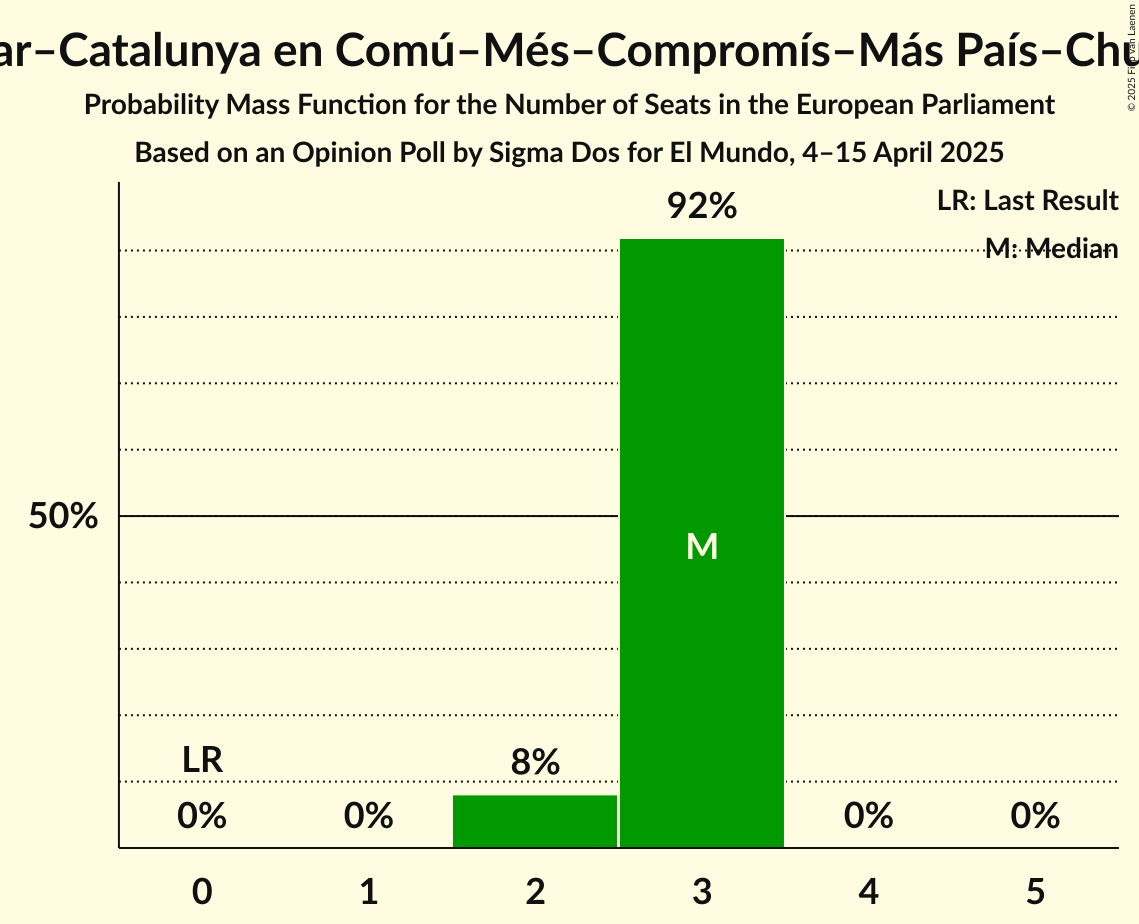 ar–Catalunya en Comú–Més–Compromís–Más País–Chu
Probability Mass Function for the Number of Seats in the European Parliament
Based on an Opinion Poll by Sigma Dos for El Mundo, 4–15 April 2025
© 2025 Filip van Laenen
LR: Last Result
M: Median
92%
50%
M
LR
8%
0% 0% 0% 0%
0 1 2 3 4 5